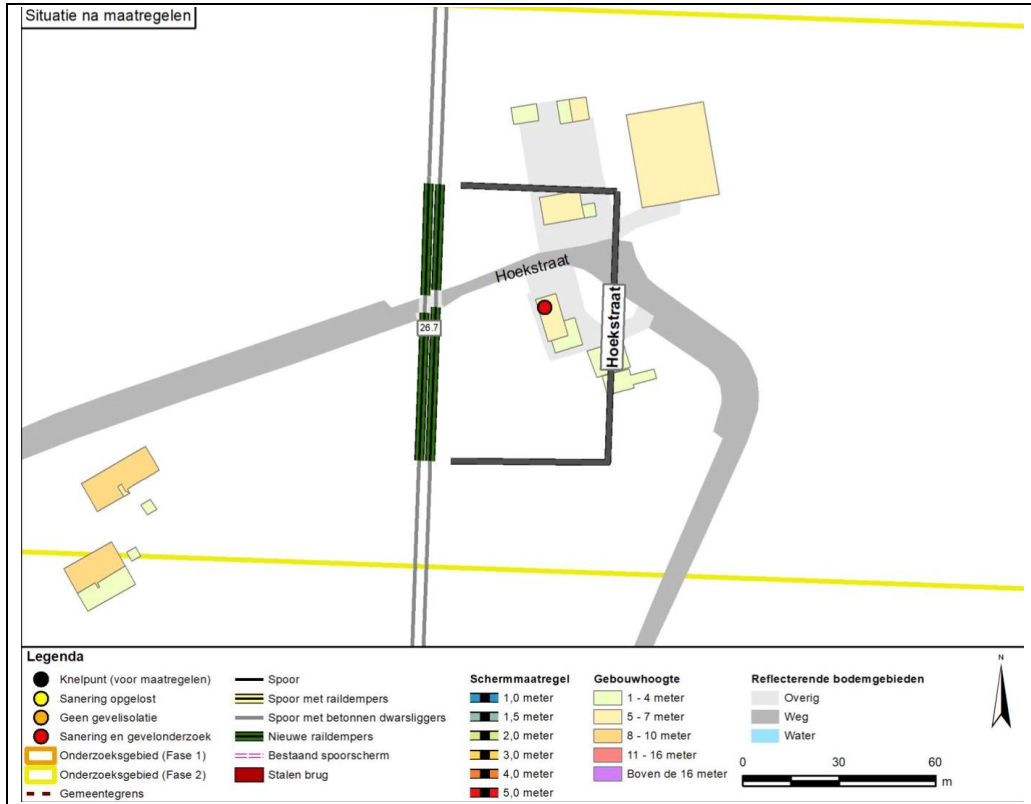 Situatie na maatregelen
Hoekstraat
Hoekstraat
26.7
Legenda
Knelpunt (voor maatregelen)
Sanering opgelost
Geen gevelisolatie
Sanering en gevelonderzoek
Onderzoeksgebied (Fase 1)
Onderzoeksgebied (Fase 2)
Gemeentegrens
Spoor
Spoor met raildempers
Spoor met betonnen dwarsliggers
Nieuwe raildempers
Bestaand spoorscherm
Stalen brug
Schermmaatregel
1,0 meter
1,5 meter
2,0 meter
3,0 meter
4,0 meter
5,0 meter
Gebouwhoogte
1 - 4 meter
5 - 7 meter
8 - 10 meter
11 - 16 meter
Boven de 16 meter
Reflecterende bodemgebieden
Overig
Weg
Water
N
0 30 60
m